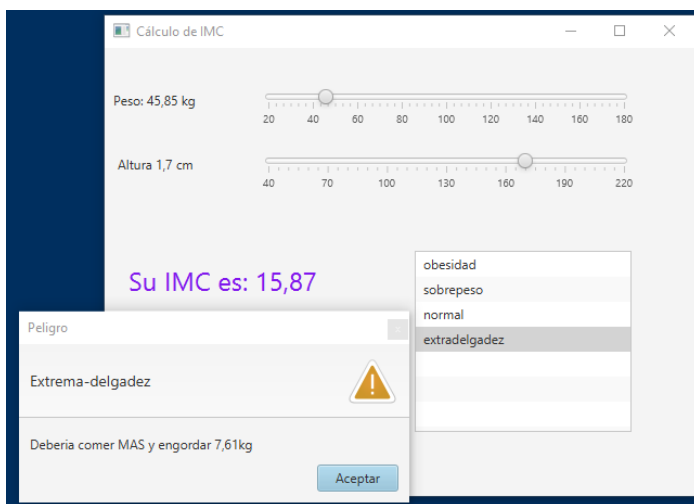 Cálculo de IMC
Peso: 45,85 kg
20 40 60 80 100 120 140 160 180
Altura 1,7 cm
40 70 100 130 160 190 220
Su IMC es: 15,87
obesidad
sobrepeso
normal
extradelgadez
Peligro
Extrema-delgadez
Deberia comer MAS y engordar 7,61kg
Aceptar